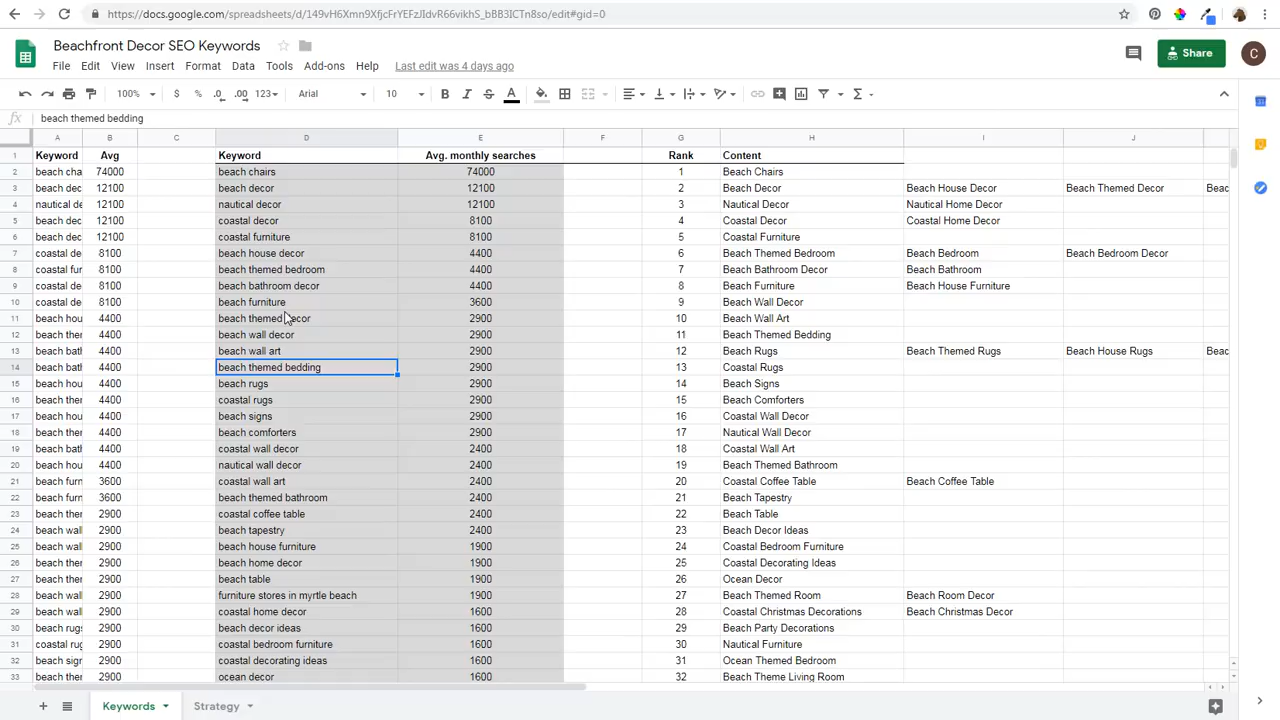 https://docs.google.com/spreadsheets/d/149vH6Xmn9XfjcFrYEFzJIdvR66vikhS_bBB3ICTn8so/edit#gid=0
Beachfront Decor SEO Keywords
File Edit View Insert Format Data Tools Add-ons Help Last edit was 4 days ago
Share
C
100% $ % .0 .00 123 Arial 10 B I S A
fx beach themed bedding
A B C D E F G H I J
1 Keyword Avg Keyword Avg. monthly searches Rank Content
2 beach cha 74000 beach chairs 74000 1 Beach Chairs
3 beach dec 12100 beach decor 12100 2 Beach Decor Beach House Decor Beach Themed Decor Beac
4 nautical de 12100 nautical decor 12100 3 Nautical Decor Nautical Home Decor
5 beach dec 12100 coastal decor 8100 4 Coastal Decor Coastal Home Decor
6 beach dec 12100 coastal furniture 8100 5 Coastal Furniture
7 coastal de 8100 beach house decor 4400 6 Beach Themed Bedroom Beach Bedroom Beach Bedroom Decor
8 coastal fur 8100 beach themed bedroom 4400 7 Beach Bathroom Decor Beach Bathroom
9 coastal de 8100 beach bathroom decor 4400 8 Beach Furniture Beach House Furniture
10 coastal de 8100 beach furniture 3600 9 Beach Wall Decor
11 beach hou 4400 beach themed decor 2900 10 Beach Wall Art
12 beach ther 4400 beach wall decor 2900 11 Beach Themed Bedding
13 beach bath 4400 beach wall art 2900 12 Beach Rugs Beach Themed Rugs Beach House Rugs Beac
14 beach bath 4400 beach themed bedding 2900 13 Coastal Rugs
15 beach hou 4400 beach rugs 2900 14 Beach Signs
16 beach ther 4400 coastal rugs 2900 15 Beach Comforters
17 beach hou 4400 beach signs 2900 16 Coastal Wall Decor
18 beach ther 4400 beach comforters 2900 17 Nautical Wall Decor
19 beach bath 4400 coastal wall decor 2400 18 Coastal Wall Art
20 beach hou 4400 nautical wall decor 2400 19 Beach Themed Bathroom
21 beach furn 3600 coastal wall art 2400 20 Coastal Coffee Table Beach Coffee Table
22 beach furn 3600 beach themed bathroom 2400 21 Beach Tapestry
23 beach ther 2900 coastal coffee table 2400 22 Beach Table
24 beach wall 2900 beach tapestry 2400 23 Beach Decor Ideas
25 beach wall 2900 beach house furniture 1900 24 Coastal Bedroom Furniture
26 beach ther 2900 beach home decor 1900 25 Coastal Decorating Ideas
27 beach ther 2900 beach table 1900 26 Ocean Decor
28 beach wall 2900 furniture stores in myrtle beach 1900 27 Beach Themed Room Beach Room Decor
29 beach wall 2900 coastal home decor 1600 28 Coastal Christmas Decorations Beach Christmas Decor
30 beach rugs 2900 beach decor ideas 1600 29 Beach Party Decorations
31 coastal rug 2900 coastal bedroom furniture 1600 30 Nautical Furniture
32 beach sign 2900 coastal decorating ideas 1600 31 Ocean Themed Bedroom
33 beach ther 2900 ocean decor 1600 32 Beach Theme Living Room
Keywords Strategy